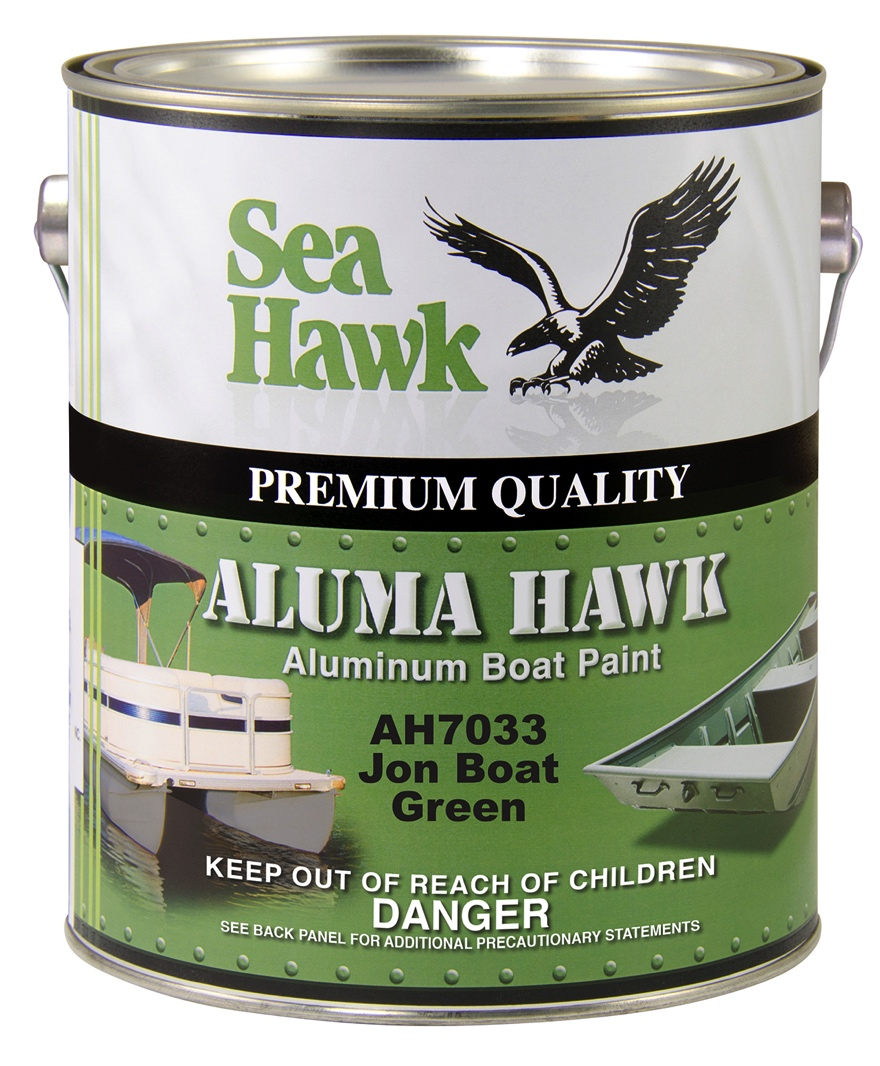 Sea
Hawk
PREMIUM QUALITY
ALUMA HAWK
Aluminum Boat Paint
AH7033
Jon Boat
Green
KEEP OUT OF REACH OF CHILDREN
DANGER
SEE BACK PANEL FOR ADDITIONAL PRECAUTIONARY STATEMENTS